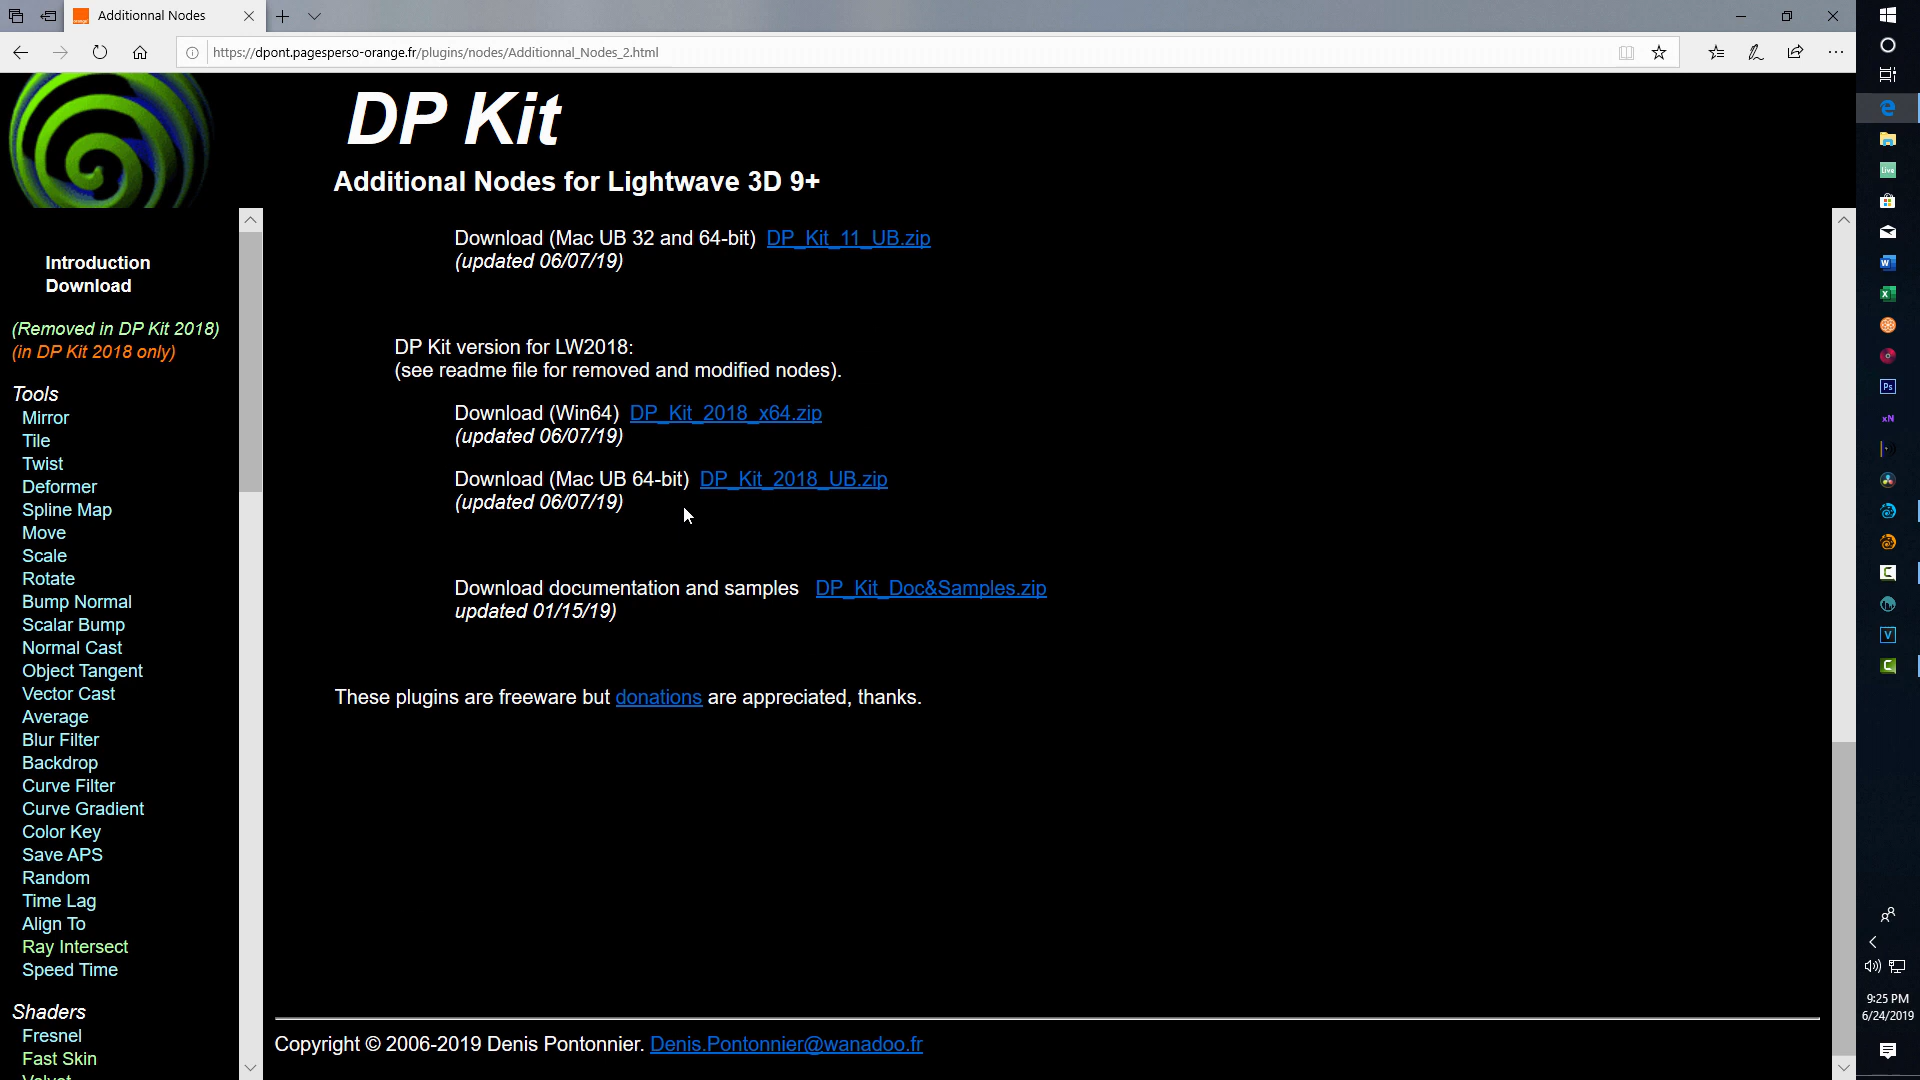 Additionnal Nodes
https://dpont.pagesperso-orange.fr/plugins/nodes/Additionnal_Nodes_2.html
DP Kit
Additional Nodes for Lightwave 3D 9+
Introduction
Download
(Removed in DP Kit 2018)
(in DP Kit 2018 only)
Tools
Mirror
Tile
Twist
Deformer
Spline Map
Move
Scale
Rotate
Bump Normal
Scalar Bump
Normal Cast
Object Tangent
Vector Cast
Average
Blur Filter
Backdrop
Curve Filter
Curve Gradient
Color Key
Save APS
Random
Time Lag
Align To
Ray Intersect
Speed Time
Shaders
Fresnel
Fast Skin
Download (Mac UB 32 and 64-bit) DP_Kit_11_UB.zip
(updated 06/07/19)
DP Kit version for LW2018:
(see readme file for removed and modified nodes).
Download (Win64) DP_Kit_2018_x64.zip
(updated 06/07/19)
Download (Mac UB 64-bit) DP_Kit_2018_UB.zip
(updated 06/07/19)
Download documentation and samples DP_Kit_Doc&Samples.zip
updated 01/15/19)
These plugins are freeware but donations are appreciated, thanks.
Copyright © 2006-2019 Denis Pontonnier. Denis.Pontonnier@wanadoo.fr
live
Ps
xN
V
9:25 PM
6/24/2019